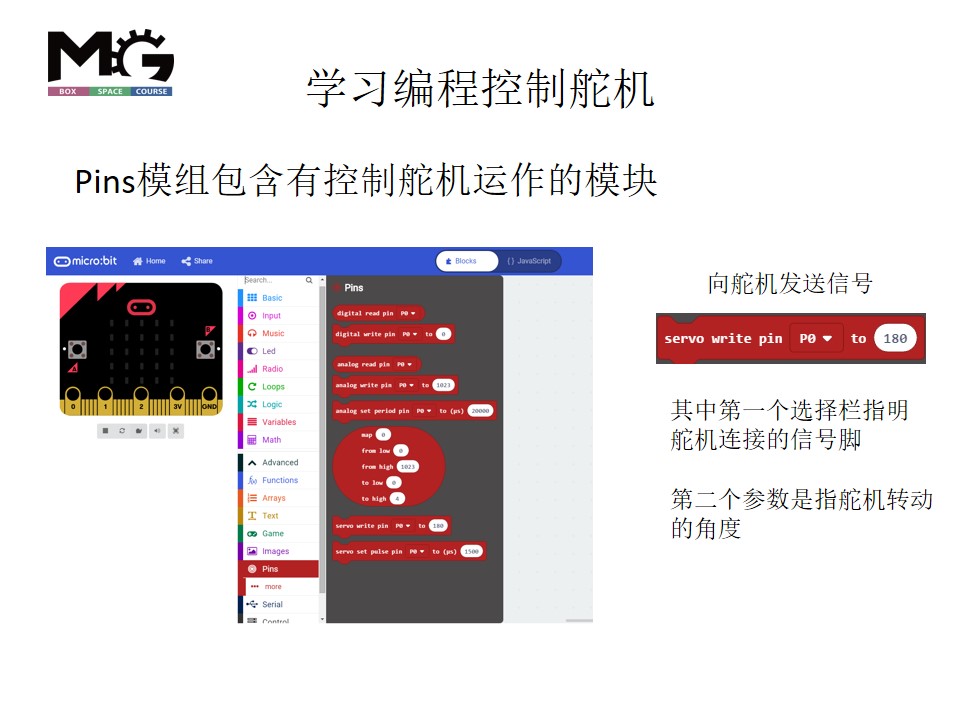 MG
BOX SPACE COURSE
学习编程控制舵机
Pins模组包含有控制舵机运作的模块
micro:bit Home Share Blocks {} JavaScript
0 1 2 3V GND
B
A
Search...
Basic
Input
Music
Led
Radio
Loops
Logic
Variables
Math
Advanced
Functions
Arrays
Text
Game
Images
Pins
more
Serial
Control
Pins
digital read pin P0
digital write pin P0 to 0
analog read pin P0
analog write pin P0 to 1023
analog set period pin P0 to (µs) 20000
map 0
from low 0
from high 1023
to low 0
to high 4
servo write pin P0 to 180
servo set pulse pin P0 to (µs) 1500
向舵机发送信号
servo write pin P0 to 180
其中第一个选择栏指明
舵机连接的信号脚
第二个参数是指舵机转动
的角度